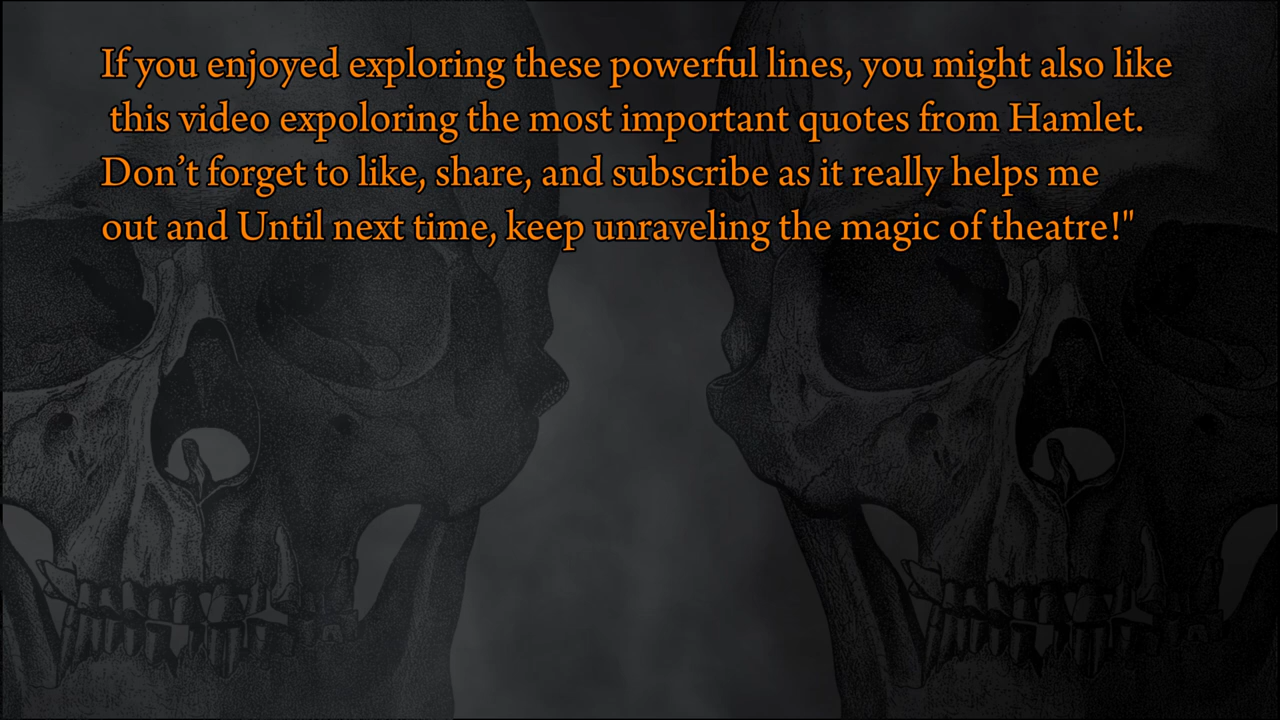 If you enjoyed exploring these powerful lines, you might also like
this video expoloring the most important quotes from Hamlet.
Don’t forget to like, share, and subscribe as it really helps me
out and Until next time, keep unraveling the magic of theatre!"